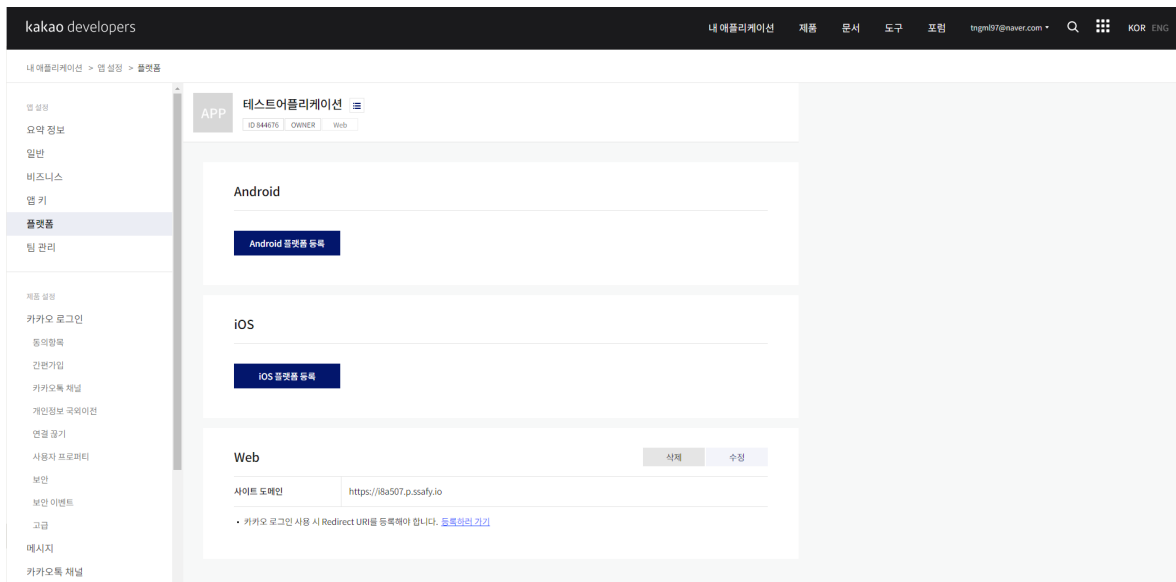 kakao developers
내 애플리케이션 제품 문서 도구 포럼 tngml97@naver.com KOR ENG
내 애플리케이션 > 앱 설정 > 플랫폼
앱 설정
요약 정보
일반
비즈니스
앱 키
플랫폼
팀 관리
제품 설정
카카오 로그인
동의항목
간편가입
카카오톡 채널
개인정보 국외이전
연결 끊기
사용자 프로퍼티
보안
보안 이벤트
고급
메시지
카카오톡 채널
APP
테스트어플리케이션
ID 844676 OWNER Web
Android
Android 플랫폼 등록
iOS
iOS 플랫폼 등록
Web
삭제 수정
사이트 도메인 https://i8a507.p.ssafy.io
• 카카오 로그인 사용 시 Redirect URI를 등록해야 합니다. 등록하러 가기